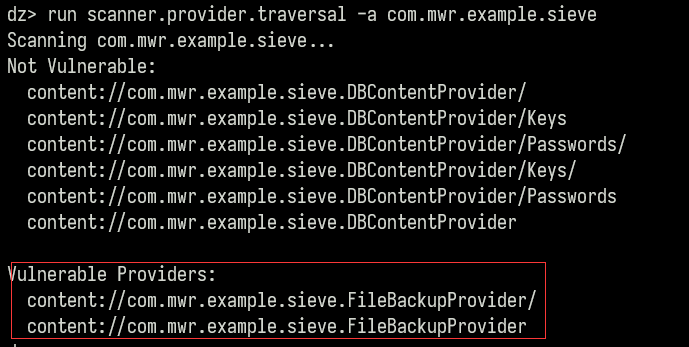 dz> run scanner.provider.traversal -a com.mwr.example.sieve
Scanning com.mwr.example.sieve...
Not Vulnerable:
  content://com.mwr.example.sieve.DBContentProvider/
  content://com.mwr.example.sieve.DBContentProvider/Keys
  content://com.mwr.example.sieve.DBContentProvider/Passwords/
  content://com.mwr.example.sieve.DBContentProvider/Keys/
  content://com.mwr.example.sieve.DBContentProvider/Passwords
  content://com.mwr.example.sieve.DBContentProvider
Vulnerable Providers:
  content://com.mwr.example.sieve.FileBackupProvider/
  content://com.mwr.example.sieve.FileBackupProvider